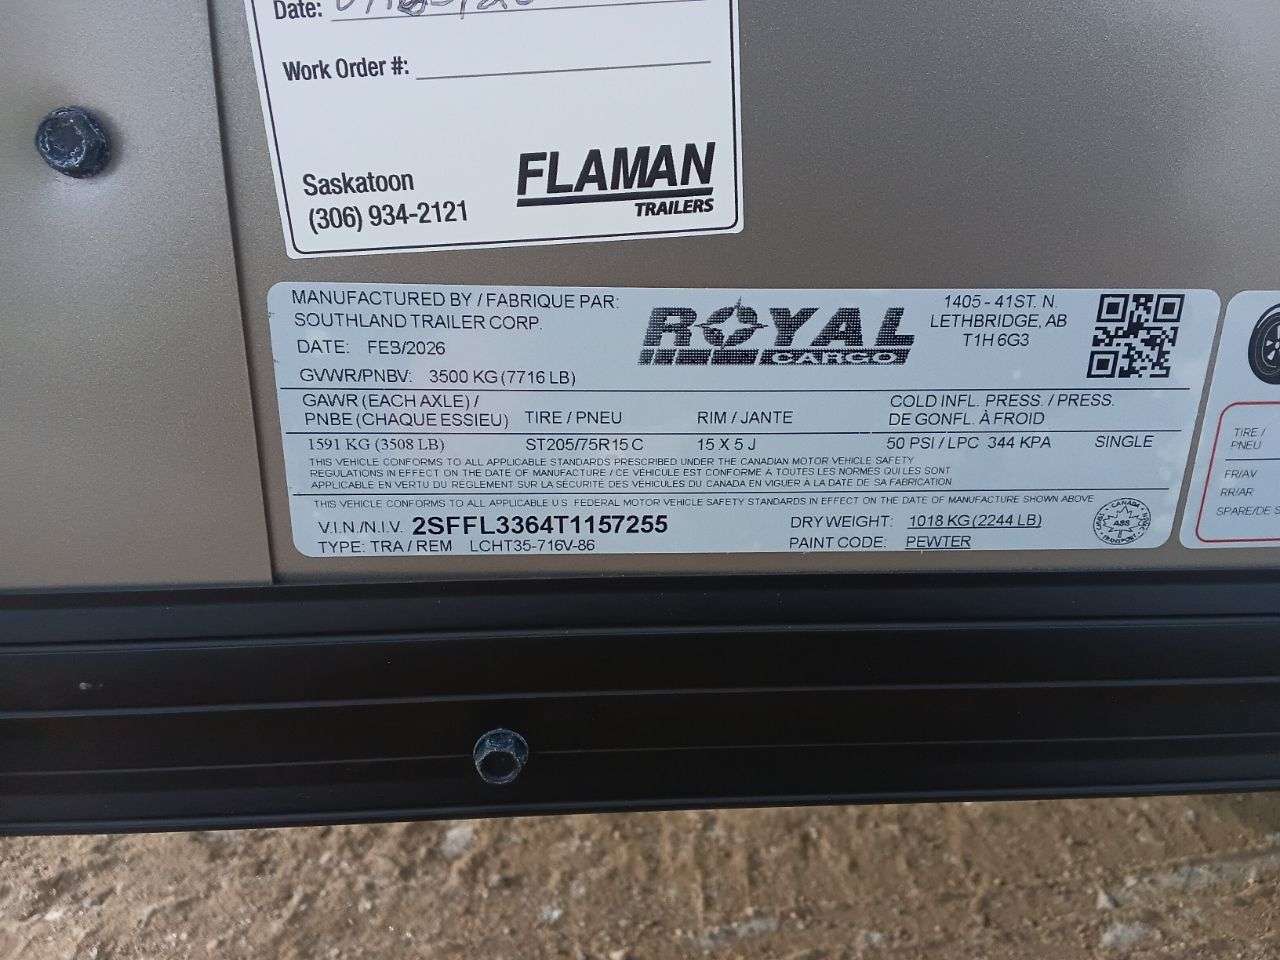 Date:
Work Order #:
Saskatoon
(306) 934-2121
FLAMAN
TRAILERS
MANUFACTURED BY / FABRIQUE PAR:
SOUTHLAND TRAILER CORP.
DATE: FEB/2026
GVWR/PNBV: 3500 KG (7716 LB)
ROYAL
CARGO
1405 - 41ST. N.
LETHBRIDGE, AB
T1H 6G3
GAWR (EACH AXLE) /
PNBE (CHAQUE ESSIEU)
TIRE / PNEU
RIM / JANTE
COLD INFL. PRESS. / PRESS.
DE GONFL. À FROID
1591 KG (3508 LB) ST205/75R15 C 15 X 5 J 50 PSI / LPC 344 KPA SINGLE
THIS VEHICLE CONFORMS TO ALL APPLICABLE STANDARDS PRESCRIBED UNDER THE CANADIAN MOTOR VEHICLE SAFETY
REGULATIONS IN EFFECT ON THE DATE OF MANUFACTURE / CE VÉHICULE EST CONFORME A TOUTES LES NORMES QUI LES SONT
APPLICABLE EN VERTU DU REGLEMENT SUR LA SECURITÉ DES VÉHICULES DU CANADA EN VIGUER A LA DATE DE SA FABRICATION
THIS VEHICLE CONFORMS TO ALL APPLICABLE U.S. FEDERAL MOTOR VEHICLE SAFETY STANDARDS IN EFFECT ON THE DATE OF MANUFACTURE SHOWN ABOVE
V.I.N./N.I.V. 2SFFL3364T1157255
TYPE: TRA / REM LCHT35-716V-86
DRY WEIGHT: 1018 KG (2244 LB)
PAINT CODE: PEWTER
CANADA
TRANSPORT
TIRE /
PNEU
FR/AV
RR/AR
SPARE/DE S